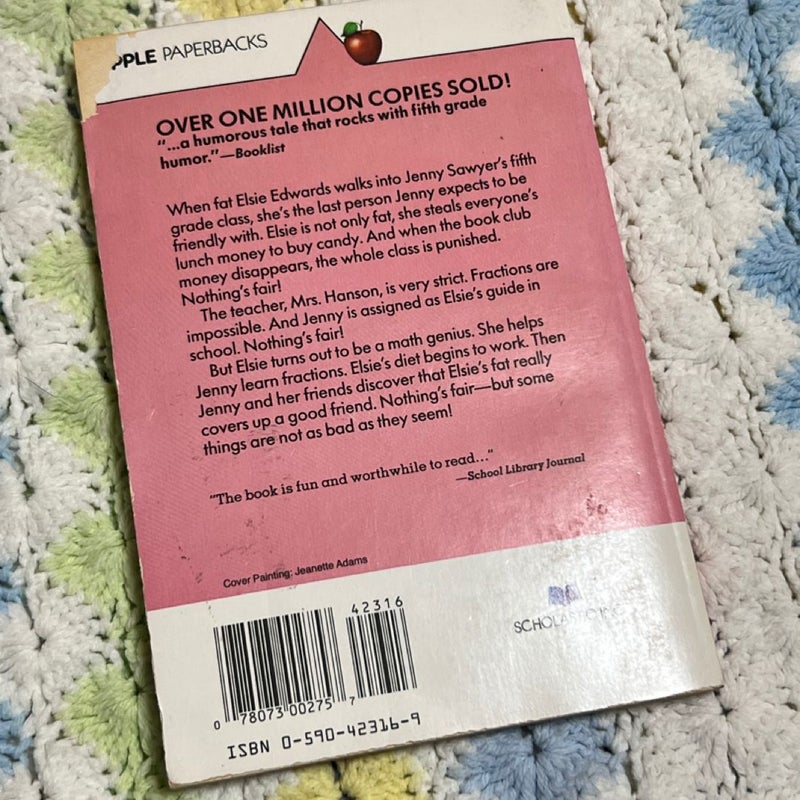 PPLE PAPERBACKS
OVER ONE MILLION COPIES SOLD!
"...a humorous tale that rocks with fifth grade
humor."—Booklist
When fat Elsie Edwards walks into Jenny Sawyer's fifth
grade class, she's the last person Jenny expects to be
friendly with. Elsie is not only fat, she steals everyone's
lunch money to buy candy. And when the book club
money disappears, the whole class is punished.
Nothing's fair!
The teacher, Mrs. Hanson, is very strict. Fractions are
impossible. And Jenny is assigned as Elsie's guide in
school. Nothing's fair!
But Elsie turns out to be a math genius. She helps
Jenny learn fractions. Elsie's diet begins to work. Then
Jenny and her friends discover that Elsie's fat really
covers up a good friend. Nothing's fair—but some
things are not as bad as they seem!
"The book is fun and worthwhile to read..."
—School Library Journal
Cover Painting: Jeanette Adams
42316
0 78073 00275 7
ISBN 0-590-42316-9